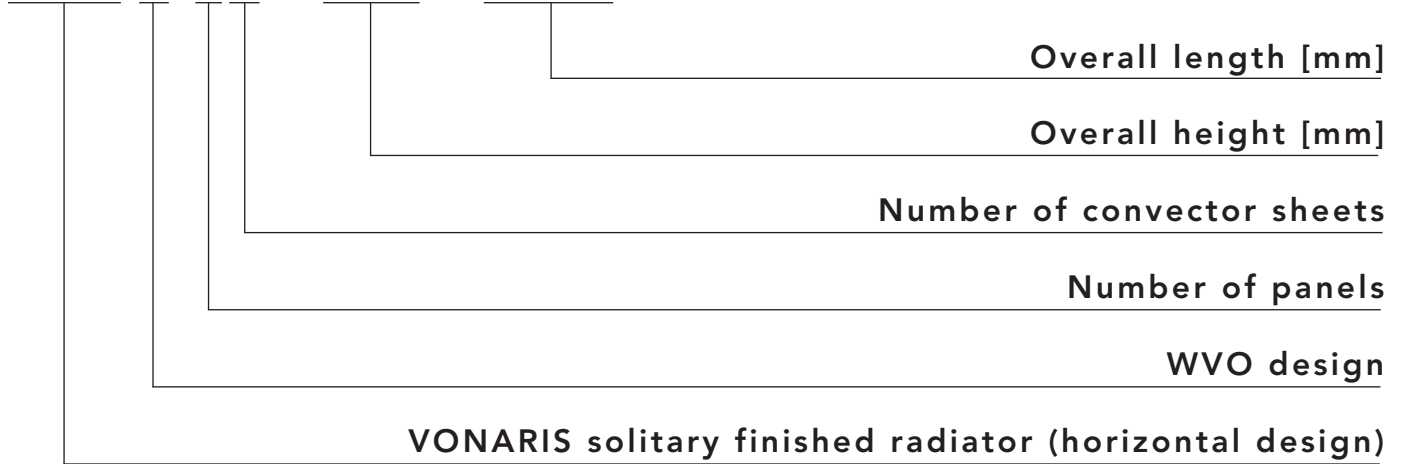 Overall length [mm]
Overall height [mm]
Number of convector sheets
Number of panels
WVO design
VONARIS solitary finished radiator (horizontal design)